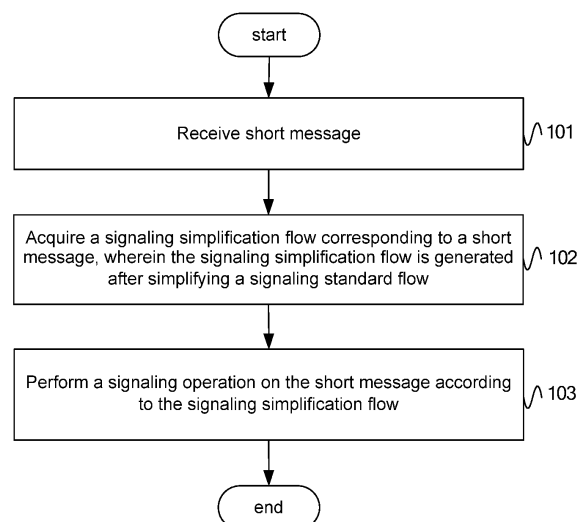 start
Receive short message
101
Acquire a signaling simplification flow corresponding to a short
message, wherein the signaling simplification flow is generated
after simplifying a signaling standard flow
102
Perform a signaling operation on the short message according
to the signaling simplification flow
103
end